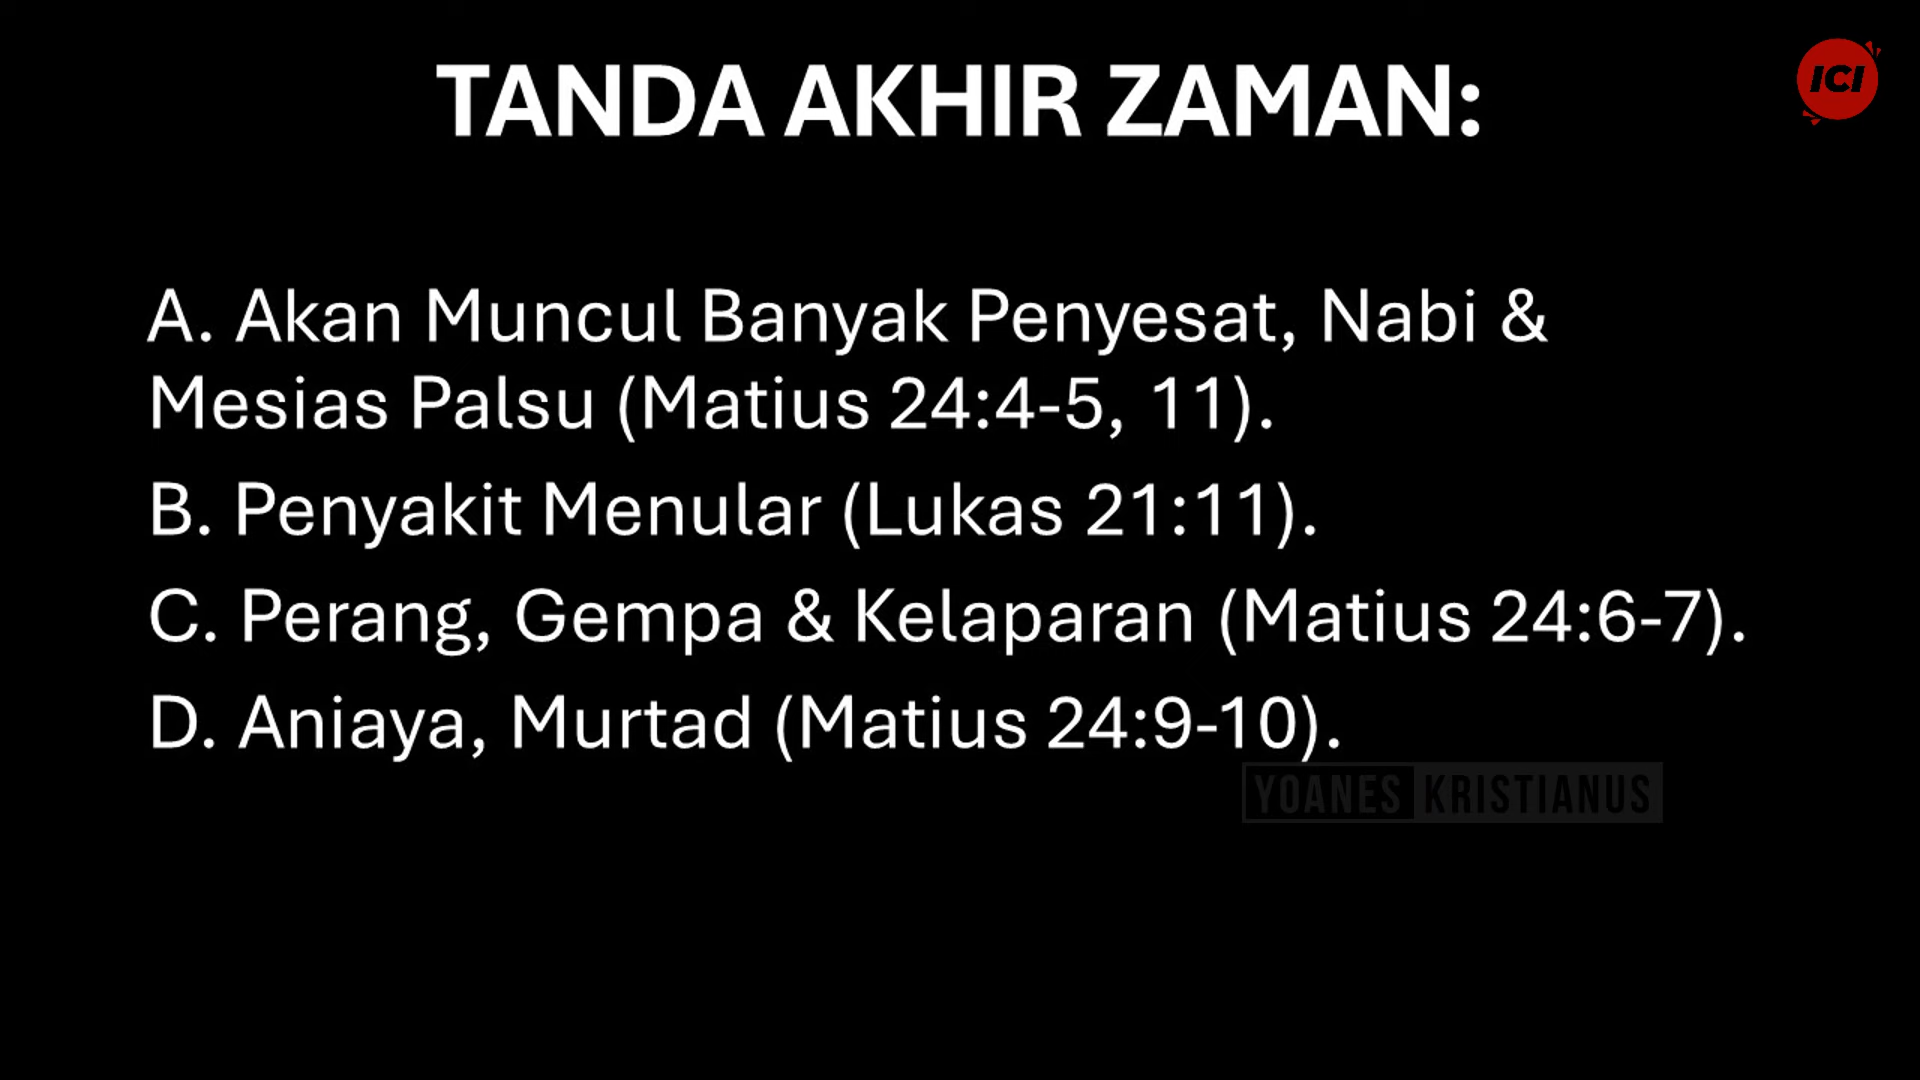 TANDA AKHIR ZAMAN:
ICI
A. Akan Muncul Banyak Penyesat, Nabi &
Mesias Palsu (Matius 24:4-5, 11).
B. Penyakit Menular (Lukas 21:11).
C. Perang, Gempa & Kelaparan (Matius 24:6-7).
D. Aniaya, Murtad (Matius 24:9-10).
YOANES KRISTIANUS